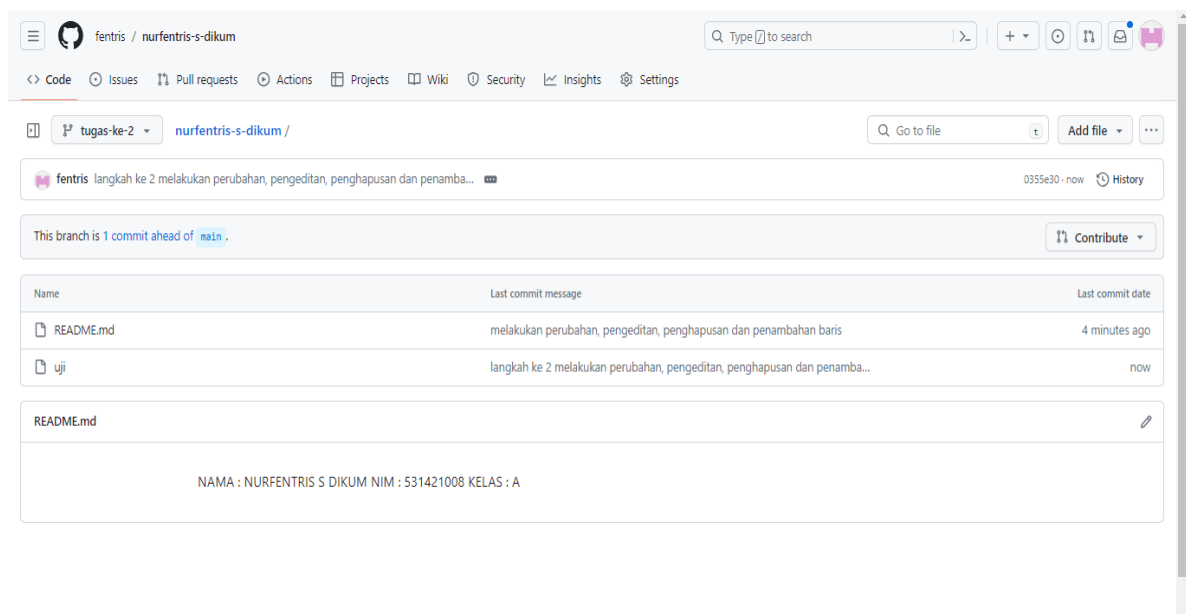 fentris / nurfentris-s-dikum Type / to search
Code Issues Pull requests Actions Projects Wiki Security Insights Settings
tugas-ke-2 nurfentris-s-dikum / Go to file t Add file
fentris langkah ke 2 melakukan perubahan, pengeditan, penghapusan dan penamba... 0355e30 · now History
This branch is 1 commit ahead of main . Contribute
Name Last commit message Last commit date
README.md melakukan perubahan, pengeditan, penghapusan dan penambahan baris 4 minutes ago
uji langkah ke 2 melakukan perubahan, pengeditan, penghapusan dan penamba... now
README.md
NAMA : NURFENTRIS S DIKUM NIM : 531421008 KELAS : A